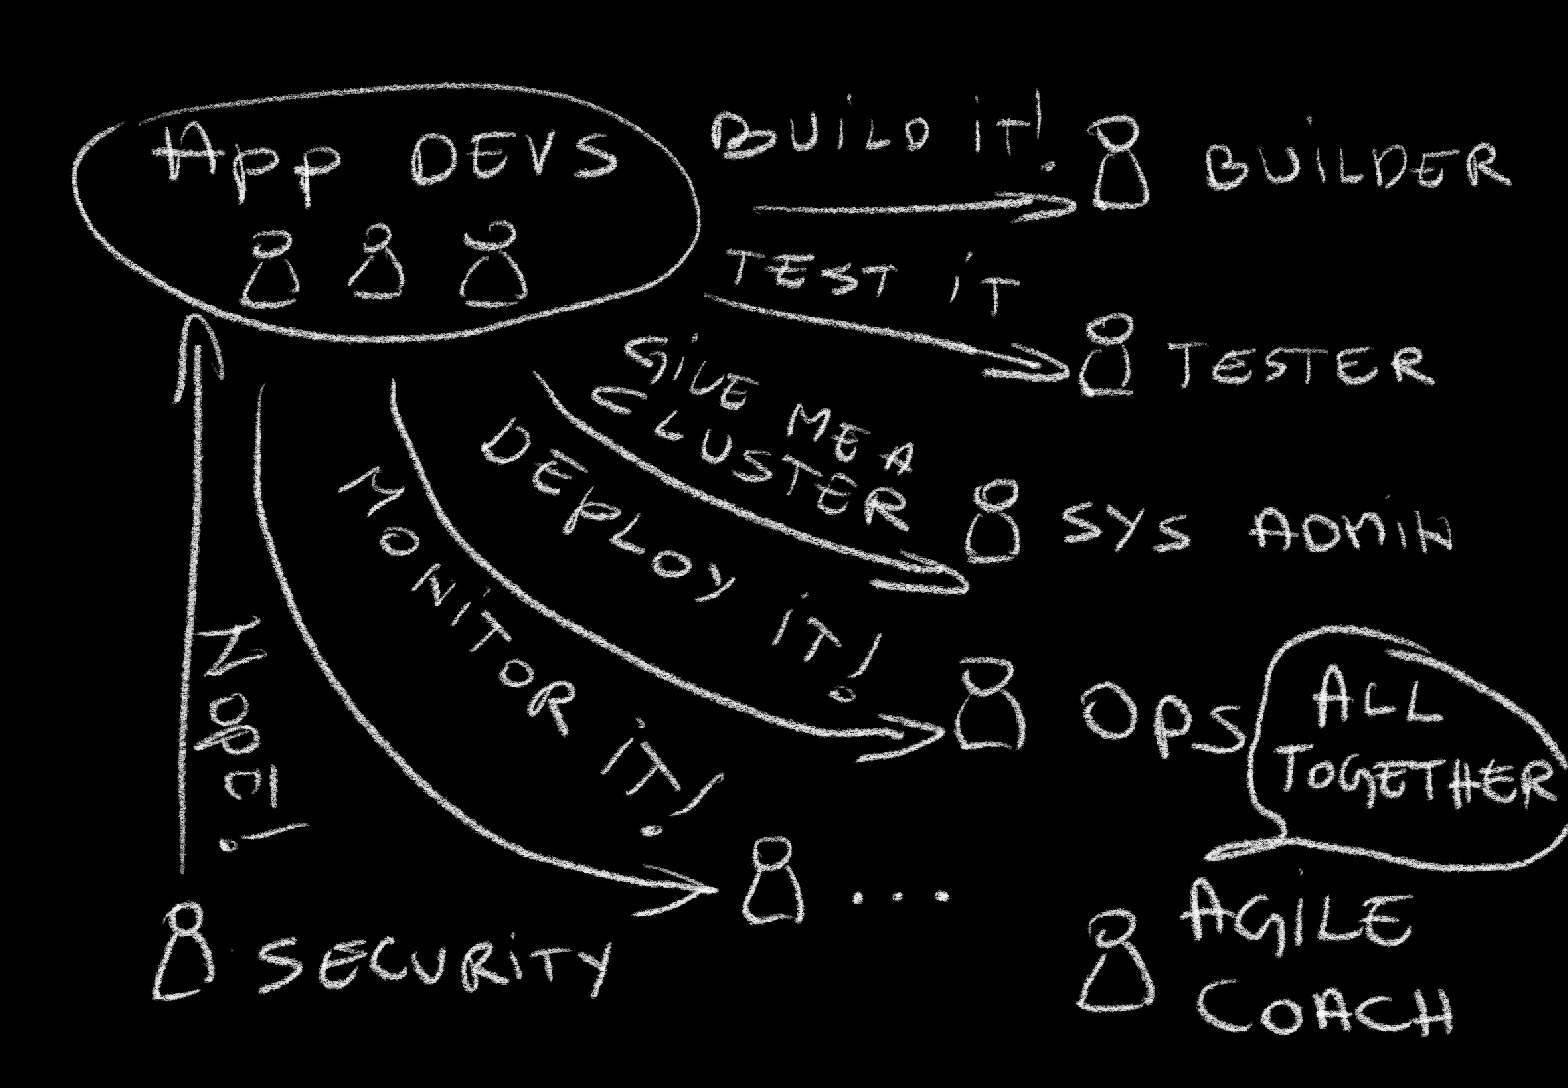 App DEVS
BUILD IT!
BUILDER
TEST IT
TESTER
GIVE ME A
CLUSTER
SYS ADMIN
DEPLOY IT!
OPS
MONITOR IT!
...
Nope!
SECURITY
ALL
TOGETHER
AGILE
COACH